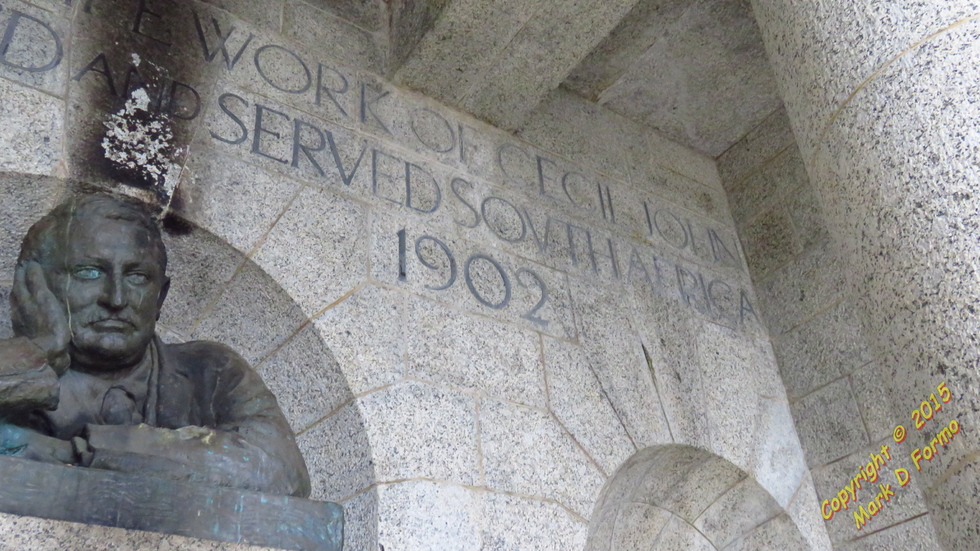 WORK OF CECIL JOHN
D AND SERVED SOVTH AFRICA
1902
Copyright © 2015
Mark D Formo